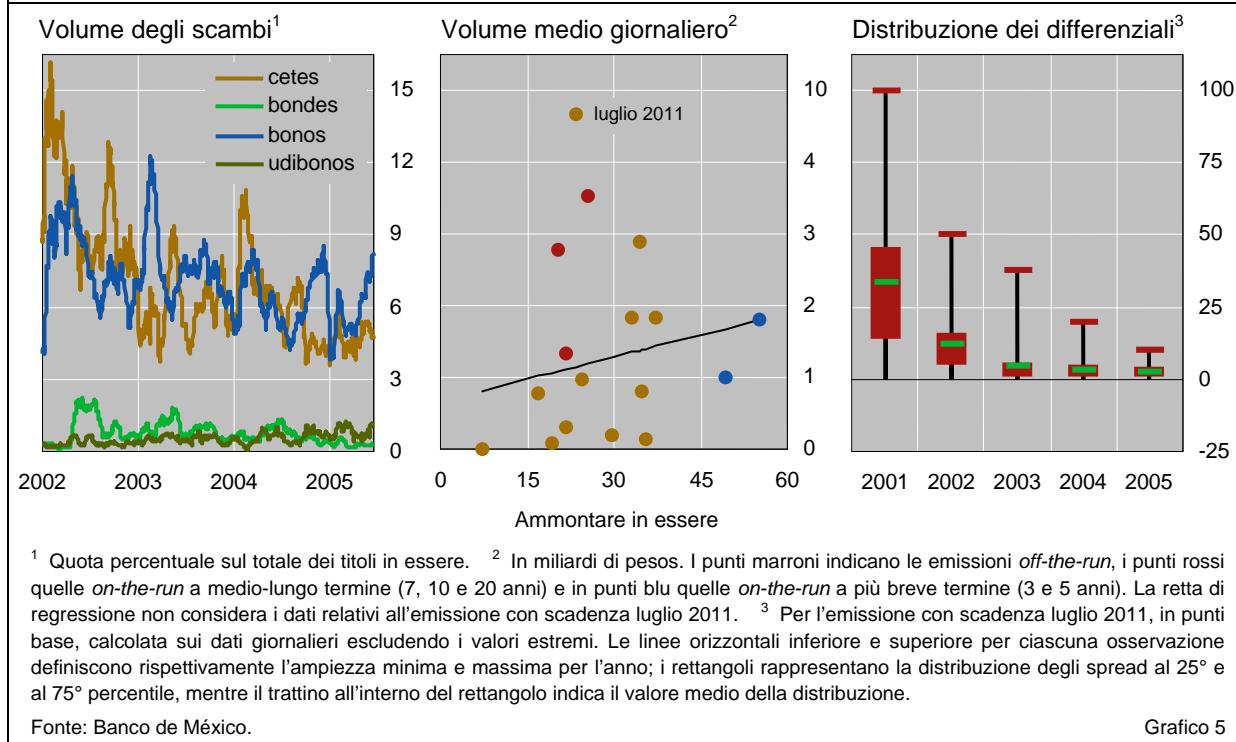 Volume degli scambi1
Volume medio giornaliero2
Distribuzione dei differenziali3
cetes
bondes
bonos
udibonos
15
12
9
6
3
0
2002 2003 2004 2005
luglio 2011
10
4
3
2
1
0
0 15 30 45 60
Ammontare in essere
100
75
50
25
0
-25
2001 2002 2003 2004 2005
1 Quota percentuale sul totale dei titoli in essere. 2 In miliardi di pesos. I punti marroni indicano le emissioni off-the-run, i punti rossi
quelle on-the-run a medio-lungo termine (7, 10 e 20 anni) e in punti blu quelle on-the-run a più breve termine (3 e 5 anni). La retta di
regressione non considera i dati relativi all'emissione con scadenza luglio 2011. 3 Per l'emissione con scadenza luglio 2011, in punti
base, calcolata sui dati giornalieri escludendo i valori estremi. Le linee orizzontali inferiore e superiore per ciascuna osservazione
definiscono rispettivamente l'ampiezza minima e massima per l'anno; i rettangoli rappresentano la distribuzione degli spread al 25° e
al 75° percentile, mentre il trattino all'interno del rettangolo indica il valore medio della distribuzione.
Fonte: Banco de México.
Grafico 5